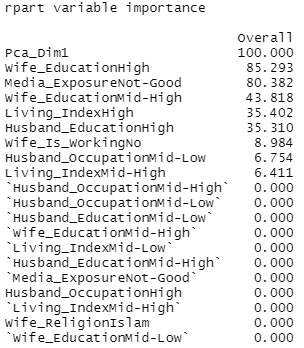 rpart variable importance
Overall
Pca_Dim1 100.000
Wife_EducationHigh 85.293
Media_ExposureNot-Good 80.382
Wife_EducationMid-High 43.818
Living_IndexHigh 35.402
Husband_EducationHigh 35.310
Wife_Is_WorkingNo 8.984
Husband_OccupationMid-Low 6.754
Living_IndexMid-High 6.411
`Husband_OccupationMid-High` 0.000
`Husband_OccupationMid-Low` 0.000
`Husband_EducationMid-Low` 0.000
`Wife_EducationMid-High` 0.000
`Living_IndexMid-Low` 0.000
`Husband_EducationMid-High` 0.000
`Media_ExposureNot-Good` 0.000
Husband_OccupationHigh 0.000
`Living_IndexMid-High` 0.000
Wife_ReligionIslam 0.000
`Wife_EducationMid-Low` 0.000